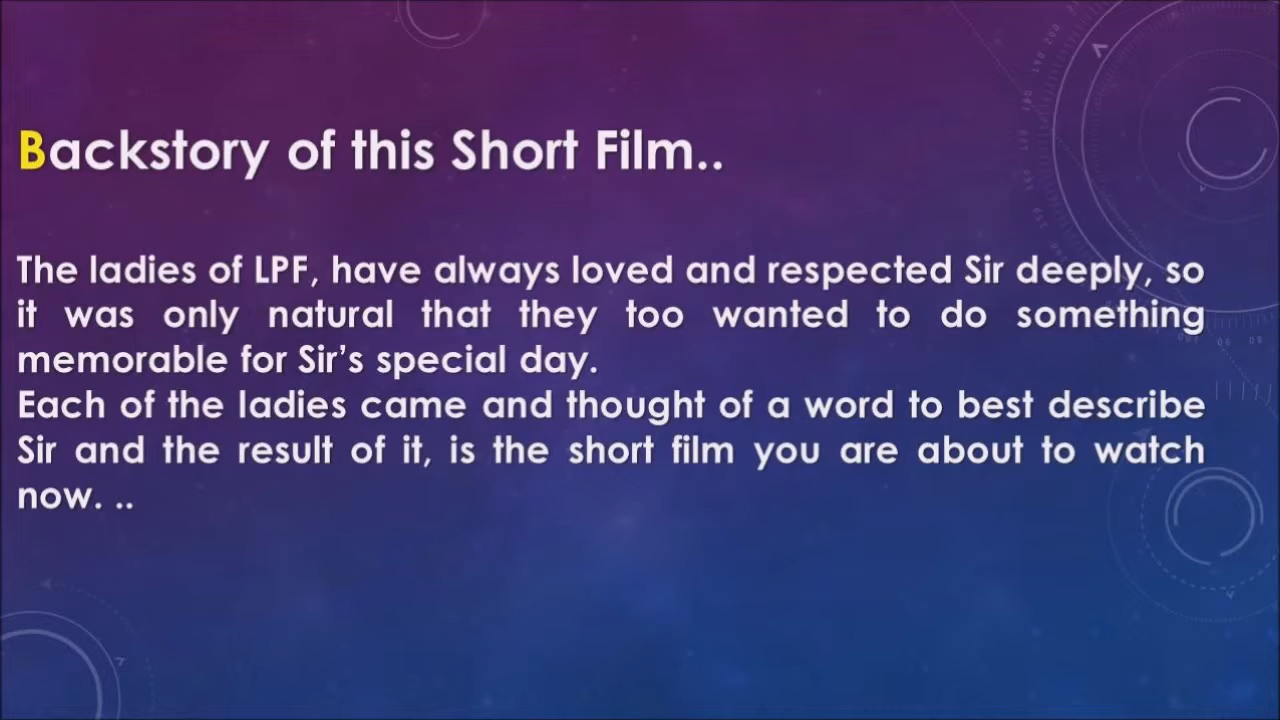 Backstory of this Short Film..
The ladies of LPF, have always loved and respected Sir deeply, so
it was only natural that they too wanted to do something
memorable for Sir’s special day.
Each of the ladies came and thought of a word to best describe
Sir and the result of it, is the short film you are about to watch
now. ..